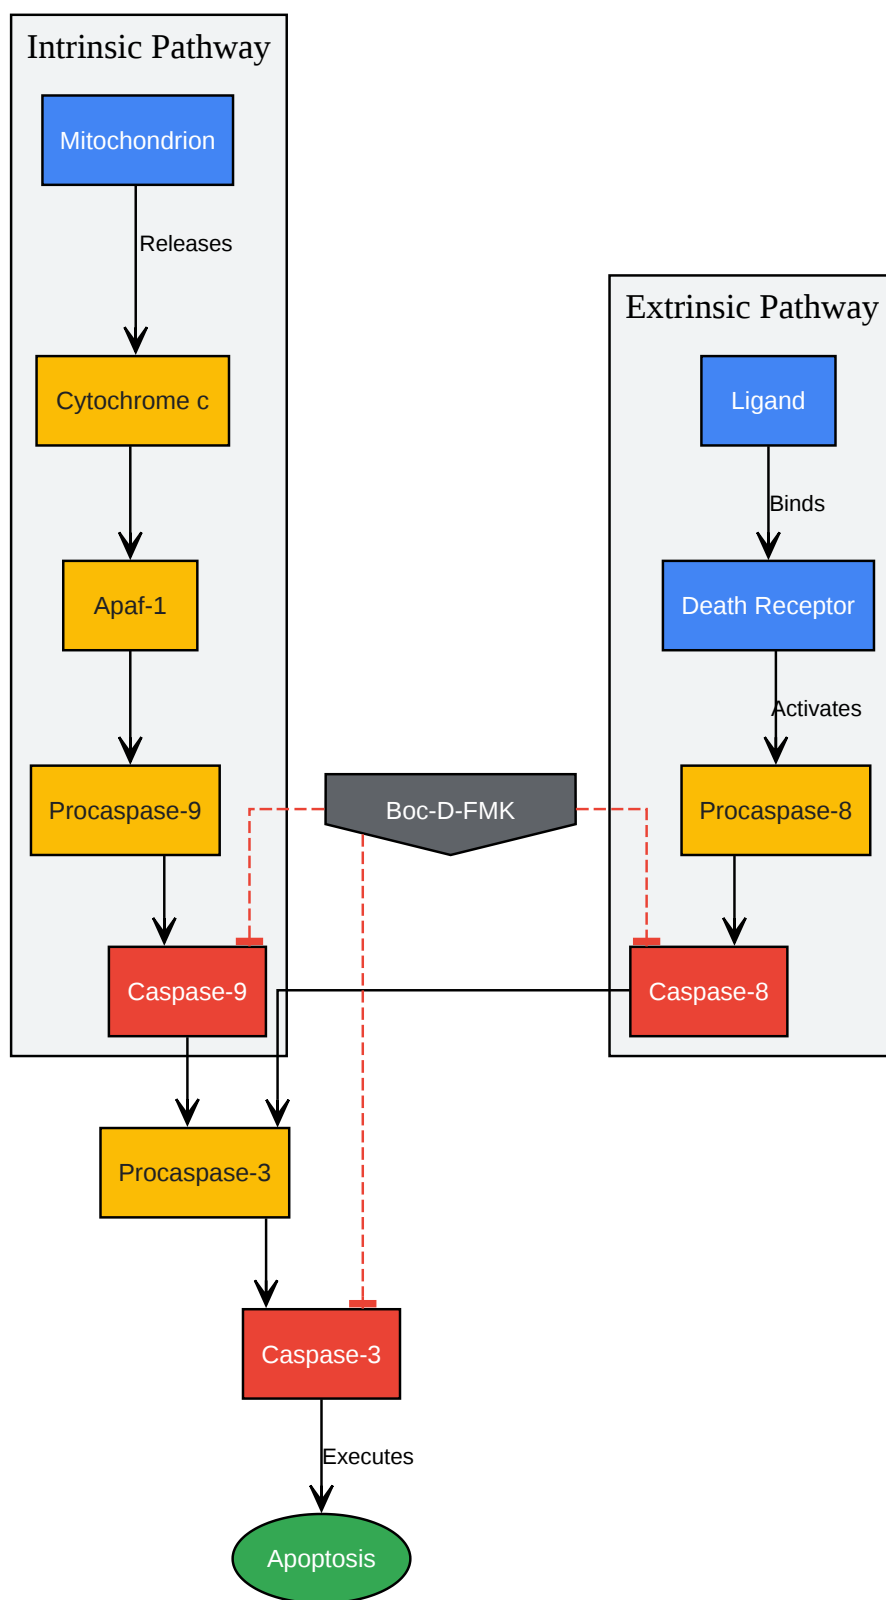 Intrinsic Pathway
Mitochondrion
Releases
Extrinsic Pathway
Cytochrome c
Ligand
Binds
Apaf-1
Death Receptor
Activates
Procaspase-9
Boc-D-FMK
Procaspase-8
Caspase-9
Caspase-8
Procaspase-3
Caspase-3
Executes
Apoptosis